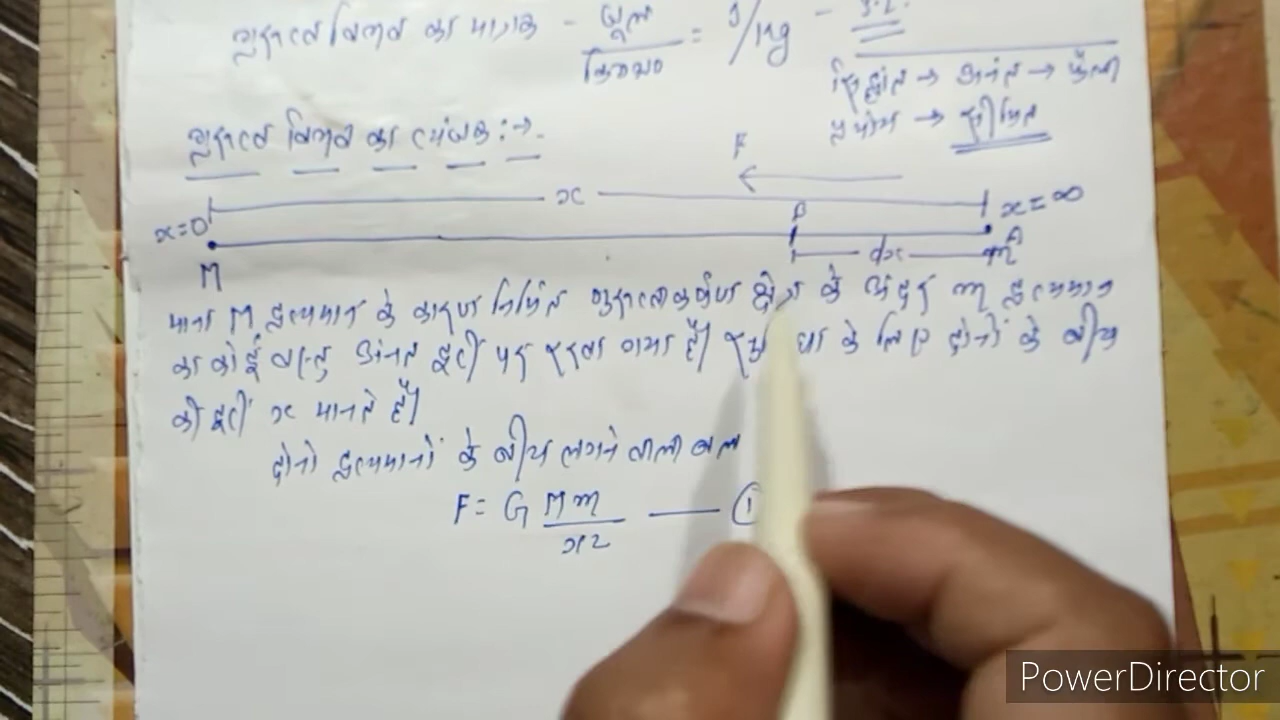 गुरुत्व विभव का मात्रक - जूल/किग्रा = J/Kg - S.I.
सिद्धांत → अनंत → फैली
प्रयोग → सीमित
गुरुत्व विभव का व्यंजक :→.
F
x
x=0
B
x=∞
M
dx
m A
माना M द्रव्यमान के कारण निर्मित गुरुत्वाकर्षण क्षेत्र के अंदर m द्रव्यमान
का कोई वस्तु अनंत दूरी पर रखा गया है। के लिए दोनों के बीच
की दूरी x मानते हैं।
दोनो द्रव्यमानों के बीच लगने वाला बल
F = G Mm/x2 —— ①
PowerDirector